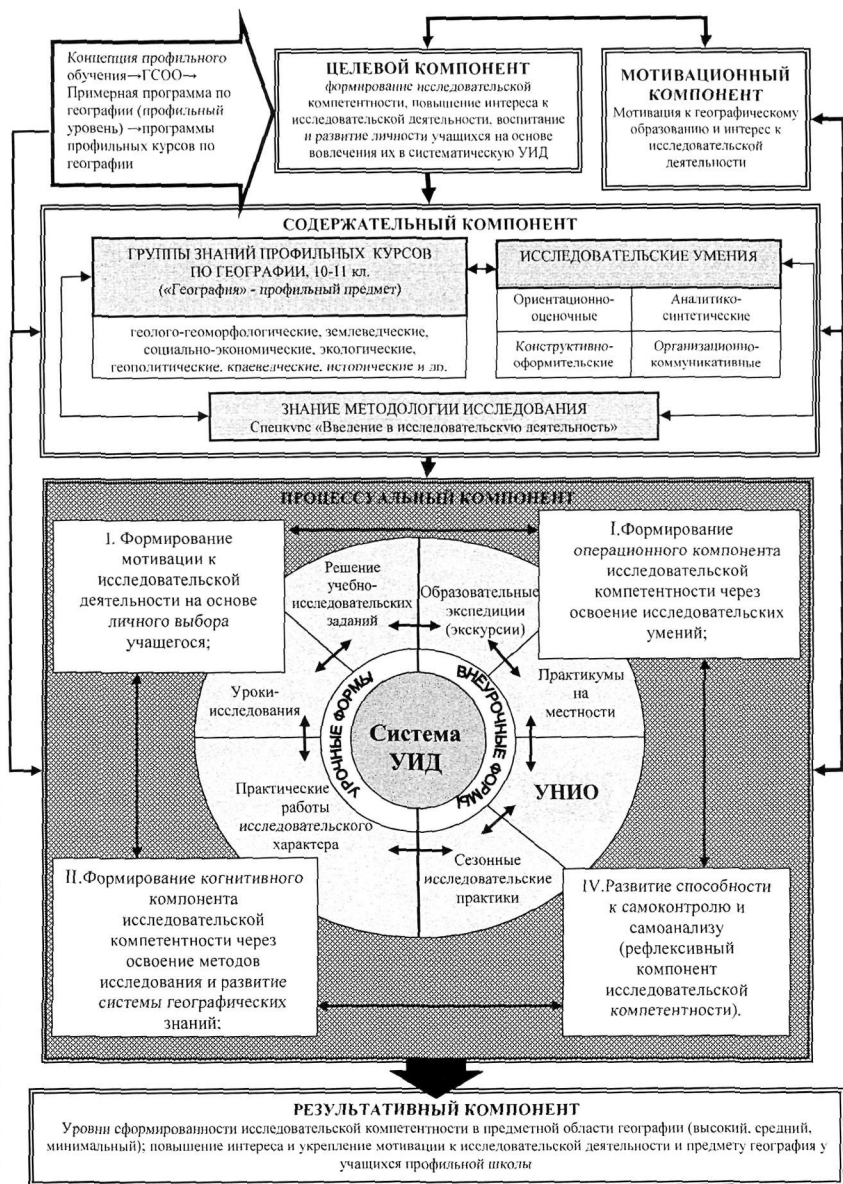 Концепция профильного
обучения→ГСОО→
Примерная программа по
географии (профильный
уровень) →программы
профильных курсов по
географии
ЦЕЛЕВОЙ КОМПОНЕНТ
формирование исследовательской
компетентности, повышение интереса к
исследовательской деятельности, воспитание
и развитие личности учащихся на основе
вовлечения их в систематическую УИД
МОТИВАЦИОННЫЙ
КОМПОНЕНТ
Мотивация к географическому
образованию и интерес к
исследовательской
деятельности
СОДЕРЖАТЕЛЬНЫЙ КОМПОНЕНТ
ГРУППЫ ЗНАНИЙ ПРОФИЛЬНЫХ КУРСОВ
ПО ГЕОГРАФИИ, 10-11 кл.
(«География» - профильный предмет)
геолого-геоморфологические, землеведческие,
социально-экономические, экологические,
геополитические, краеведческие, исторические и др.
ИССЛЕДОВАТЕЛЬСКИЕ УМЕНИЯ
Ориентационно-
оценочные
Аналитико-
синтетические
Конструктивно-
оформительские
Организационно-
коммуникативные
ЗНАНИЕ МЕТОДОЛОГИИ ИССЛЕДОВАНИЯ
Спецкурс «Введение в исследовательскую деятельность»
ПРОЦЕССУАЛЬНЫЙ КОМПОНЕНТ
I. Формирование
мотивации к
исследовательской
деятельности на основе
личного выбора
учащегося;
I.Формирование
операционного компонента
исследовательской
компетентности через
освоение исследовательских
умений;
Решение
учебно-
исследовательских
заданий
Образовательные
экспедиции
(экскурсии)
Уроки-
исследования
Практикумы
на
местности
УРОЧНЫЕ ФОРМЫ
ВНЕУРОЧНЫЕ ФОРМЫ
Система
УИД
Практические
работы
исследовательского
характера
УНИО
Сезонные
исследовательские
практики
II.Формирование когнитивного
компонента
исследовательской
компетентности через
освоение методов
исследования и развитие
системы географических
знаний;
IV.Развитие способности
к самоконтролю и
самоанализу
(рефлексивный
компонент
исследовательской
компетентности).
РЕЗУЛЬТАТИВНЫЙ КОМПОНЕНТ
Уровни сформированности исследовательской компетентности в предметной области географии (высокий, средний,
минимальный); повышение интереса и укрепление мотивации к исследовательской деятельности и предмету география у
учащихся профильной школы